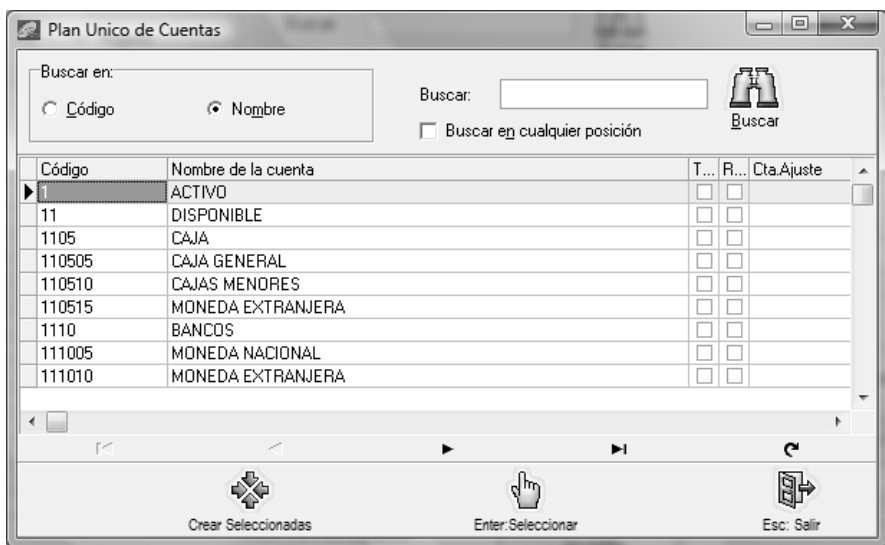 Plan Unico de Cuentas
Buscar en:
Código
Nombre
Buscar:
Buscar en cualquier posición
Buscar
Código Nombre de la cuenta T... R... Cta.Ajuste
1 ACTIVO
11 DISPONIBLE
1105 CAJA
110505 CAJA GENERAL
110510 CAJAS MENORES
110515 MONEDA EXTRANJERA
1110 BANCOS
111005 MONEDA NACIONAL
111010 MONEDA EXTRANJERA
Crear Seleccionadas Enter:Seleccionar Esc: Salir